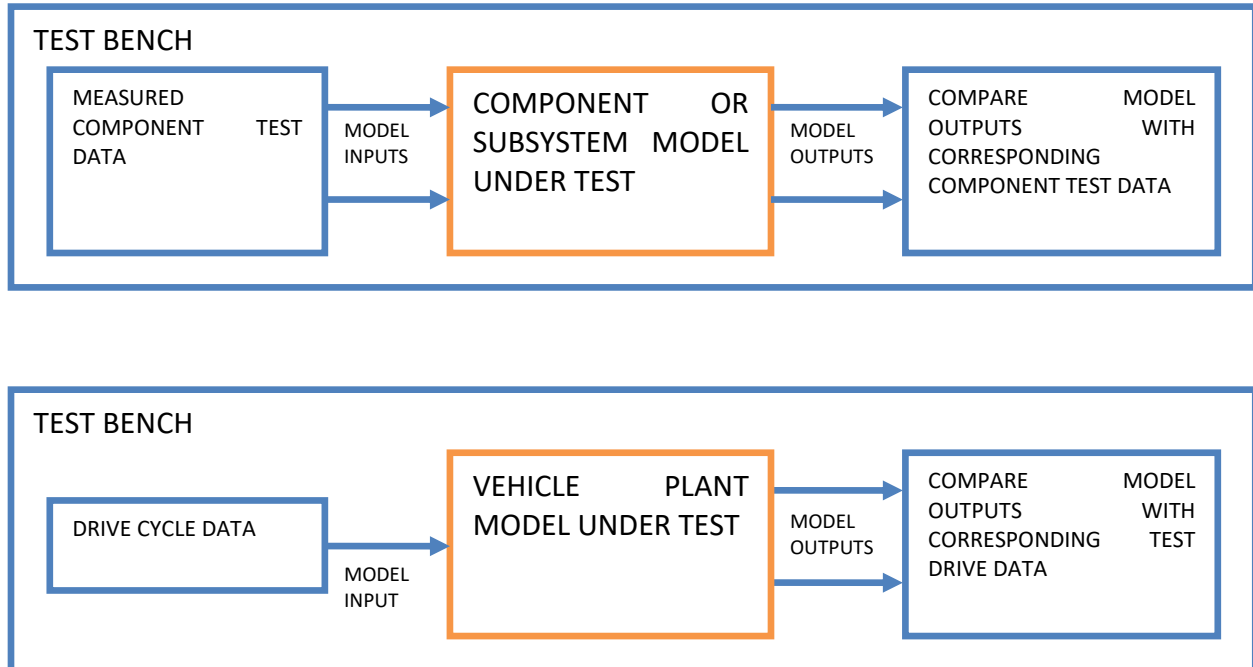 TEST BENCH
MEASURED
COMPONENT TEST
DATA
MODEL
INPUTS
COMPONENT OR
SUBSYSTEM MODEL
UNDER TEST
MODEL
OUTPUTS
COMPARE MODEL
OUTPUTS WITH
CORRESPONDING
COMPONENT TEST DATA
TEST BENCH
DRIVE CYCLE DATA
MODEL
INPUT
VEHICLE PLANT
MODEL UNDER TEST
MODEL
OUTPUTS
COMPARE MODEL
OUTPUTS WITH
CORRESPONDING TEST
DRIVE DATA